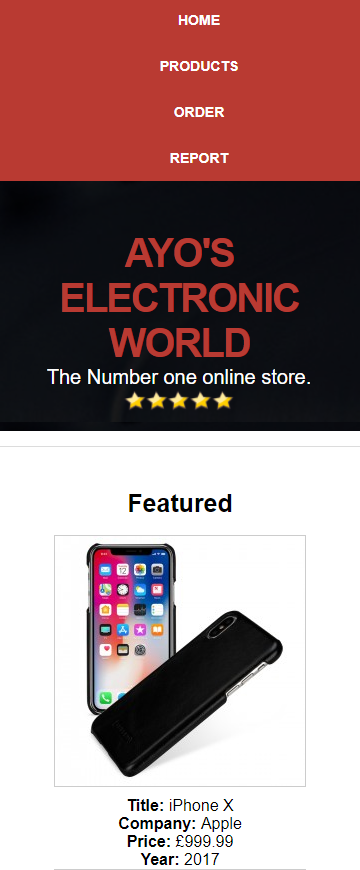 HOME
PRODUCTS
ORDER
REPORT
AYO'S
ELECTRONIC
WORLD
The Number one online store.
Featured
Title: iPhone X
Company: Apple
Price: £999.99
Year: 2017